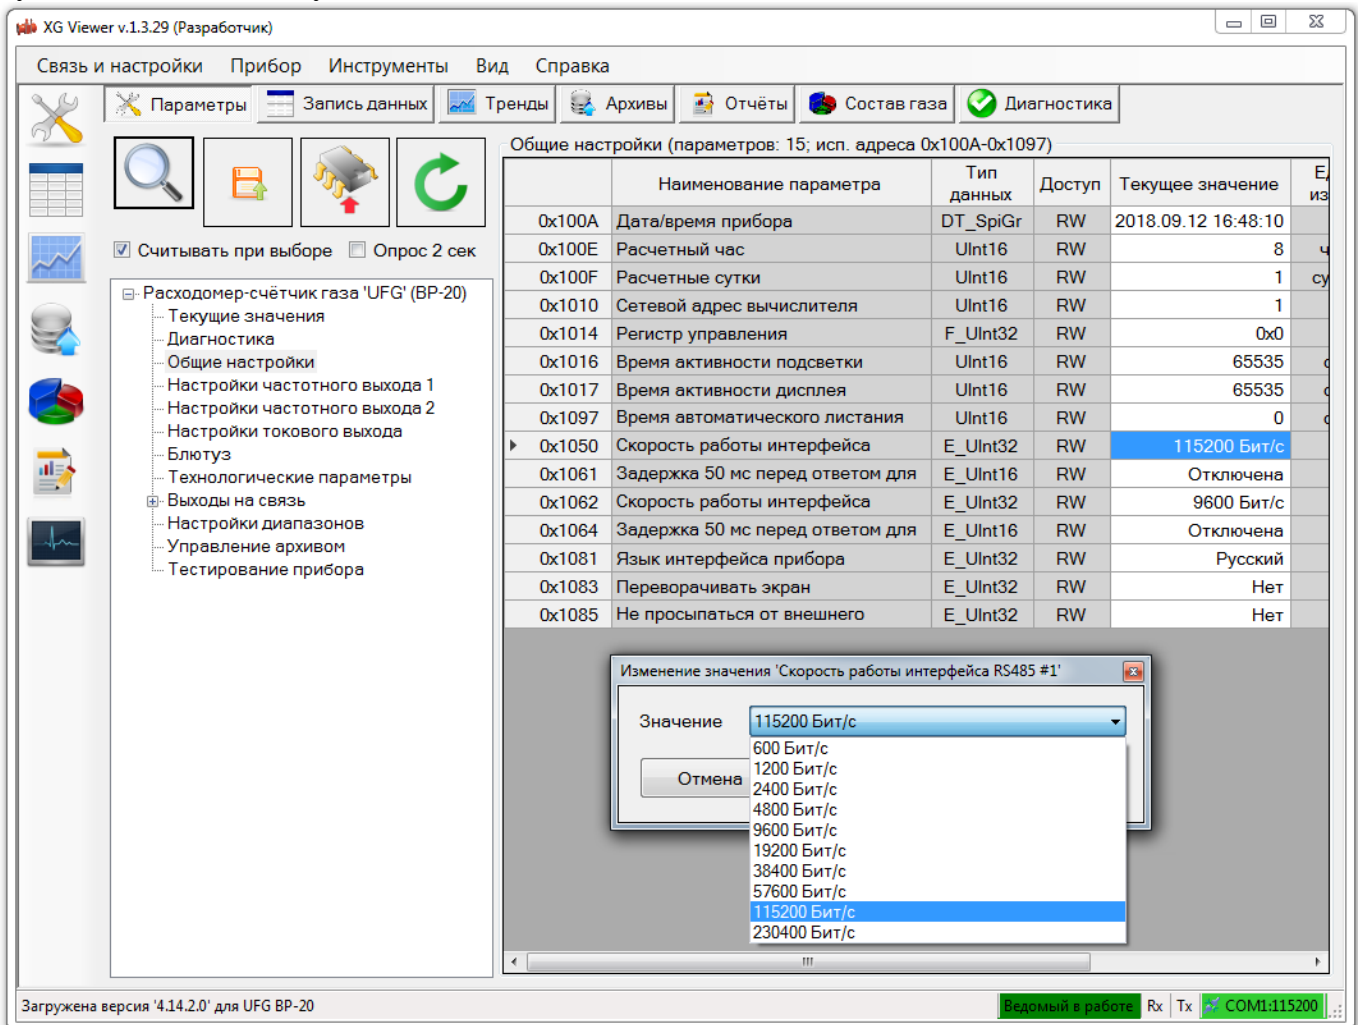 XG Viewer v.1.3.29 (Разработчик)
Связь и настройки Прибор Инструменты Вид Справка
Параметры Запись данных Тренды Архивы Отчёты Состав газа Диагностика
Считывать при выборе Опрос 2 сек
Расходомер-счётчик газа 'UFG' (ВР-20)
Текущие значения
Диагностика
Общие настройки
Настройки частотного выхода 1
Настройки частотного выхода 2
Настройки токового выхода
Блютуз
Технологические параметры
Выходы на связь
Настройки диапазонов
Управление архивом
Тестирование прибора
Общие настройки (параметров: 15; исп. адреса 0x100A-0x1097)
Наименование параметра Тип данных Доступ Текущее значение
0x100A Дата/время прибора DT_SpiGr RW 2018.09.12 16:48:10
0x100E Расчетный час UInt16 RW 8
0x100F Расчетные сутки UInt16 RW 1
0x1010 Сетевой адрес вычислителя UInt16 RW 1
0x1014 Регистр управления F_UInt32 RW 0x0
0x1016 Время активности подсветки UInt16 RW 65535
0x1017 Время активности дисплея UInt16 RW 65535
0x1097 Время автоматического листания UInt16 RW 0
0x1050 Скорость работы интерфейса E_UInt32 RW 115200 Бит/с
0x1061 Задержка 50 мс перед ответом для E_UInt16 RW Отключена
0x1062 Скорость работы интерфейса E_UInt32 RW 9600 Бит/с
0x1064 Задержка 50 мс перед ответом для E_UInt16 RW Отключена
0x1081 Язык интерфейса прибора E_UInt32 RW Русский
0x1083 Переворачивать экран E_UInt32 RW Нет
0x1085 Не просыпаться от внешнего E_UInt32 RW Нет
Изменение значения 'Скорость работы интерфейса RS485 #1'
Значение 115200 Бит/с
Отмена
600 Бит/с
1200 Бит/с
2400 Бит/с
4800 Бит/с
9600 Бит/с
19200 Бит/с
38400 Бит/с
57600 Бит/с
115200 Бит/с
230400 Бит/с
Загружена версия '4.14.2.0' для UFG BP-20
Ведомый в работе Rx Tx COM1:115200